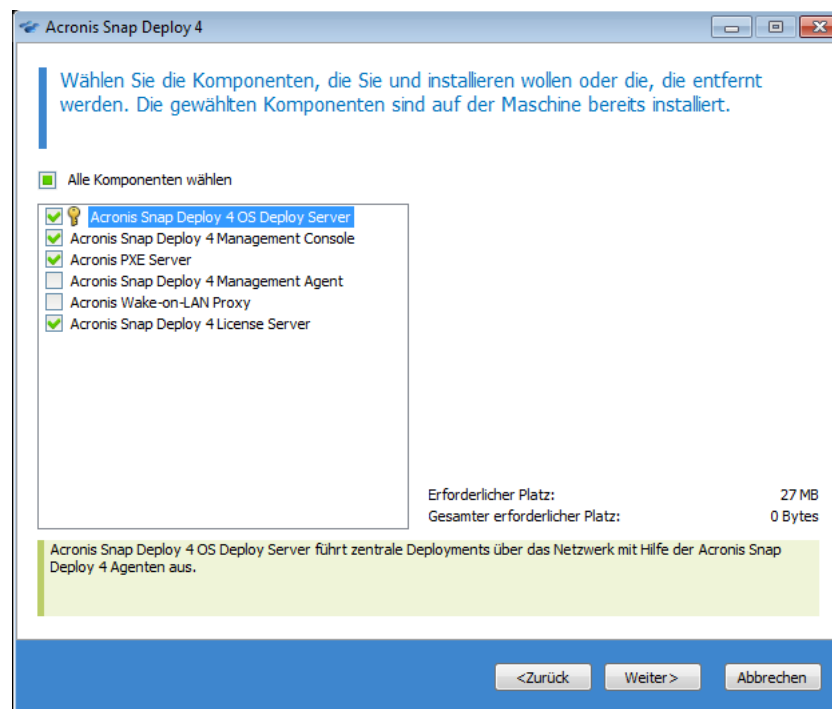 Acronis Snap Deploy 4
Wählen Sie die Komponenten, die Sie und installieren wollen oder die, die entfernt
werden. Die gewählten Komponenten sind auf der Maschine bereits installiert.
Alle Komponenten wählen
Acronis Snap Deploy 4 OS Deploy Server
Acronis Snap Deploy 4 Management Console
Acronis PXE Server
Acronis Snap Deploy 4 Management Agent
Acronis Wake-on-LAN Proxy
Acronis Snap Deploy 4 License Server
Erforderlicher Platz: 27 MB
Gesamter erforderlicher Platz: 0 Bytes
Acronis Snap Deploy 4 OS Deploy Server führt zentrale Deployments über das Netzwerk mit Hilfe der Acronis Snap
Deploy 4 Agenten aus.
<Zurück Weiter> Abbrechen